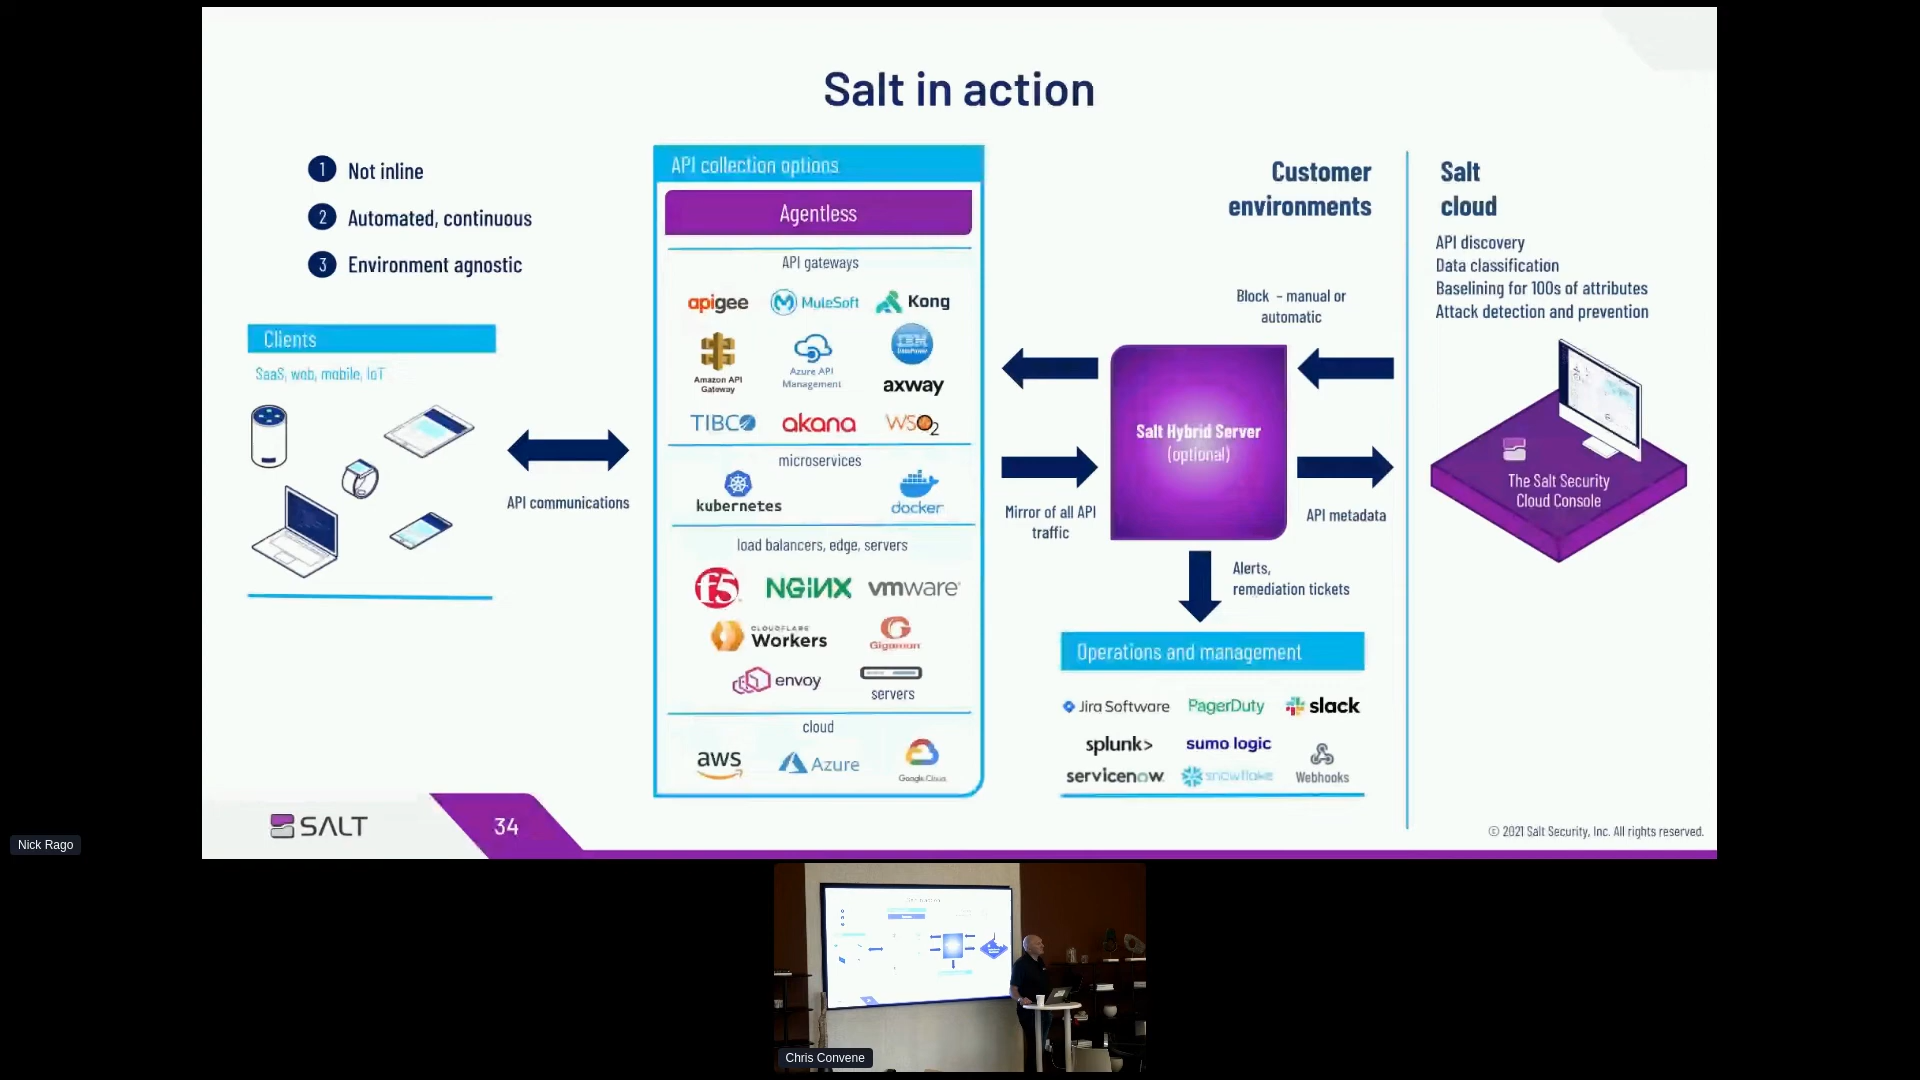 Salt in action
1 Not inline
2 Automated, continuous
3 Environment agnostic
Clients
SaaS, web, mobile, IoT
API communications
API collection options
Agentless
API gateways
apigee MuleSoft Kong
Amazon API
Gateway
Azure API
Management
IBM
DataPower
axway
TIBCO akana WSO2
microservices
kubernetes docker
load balancers, edge, servers
f5 NGINX vmware
CLOUDFLARE
Workers
Gigamon
envoy
servers
cloud
aws Azure Google Cloud
Customer
environments
Block - manual or
automatic
Salt Hybrid Server
(optional)
Mirror of all API
traffic
API metadata
Alerts,
remediation tickets
Operations and management
Jira Software PagerDuty slack
splunk> sumo logic
servicenow snowflake Webhooks
Salt
cloud
API discovery
Data classification
Baselining for 100s of attributes
Attack detection and prevention
The Salt Security
Cloud Console
SALT
34
© 2021 Salt Security, Inc. All rights reserved.
Nick Rago
Chris Convene